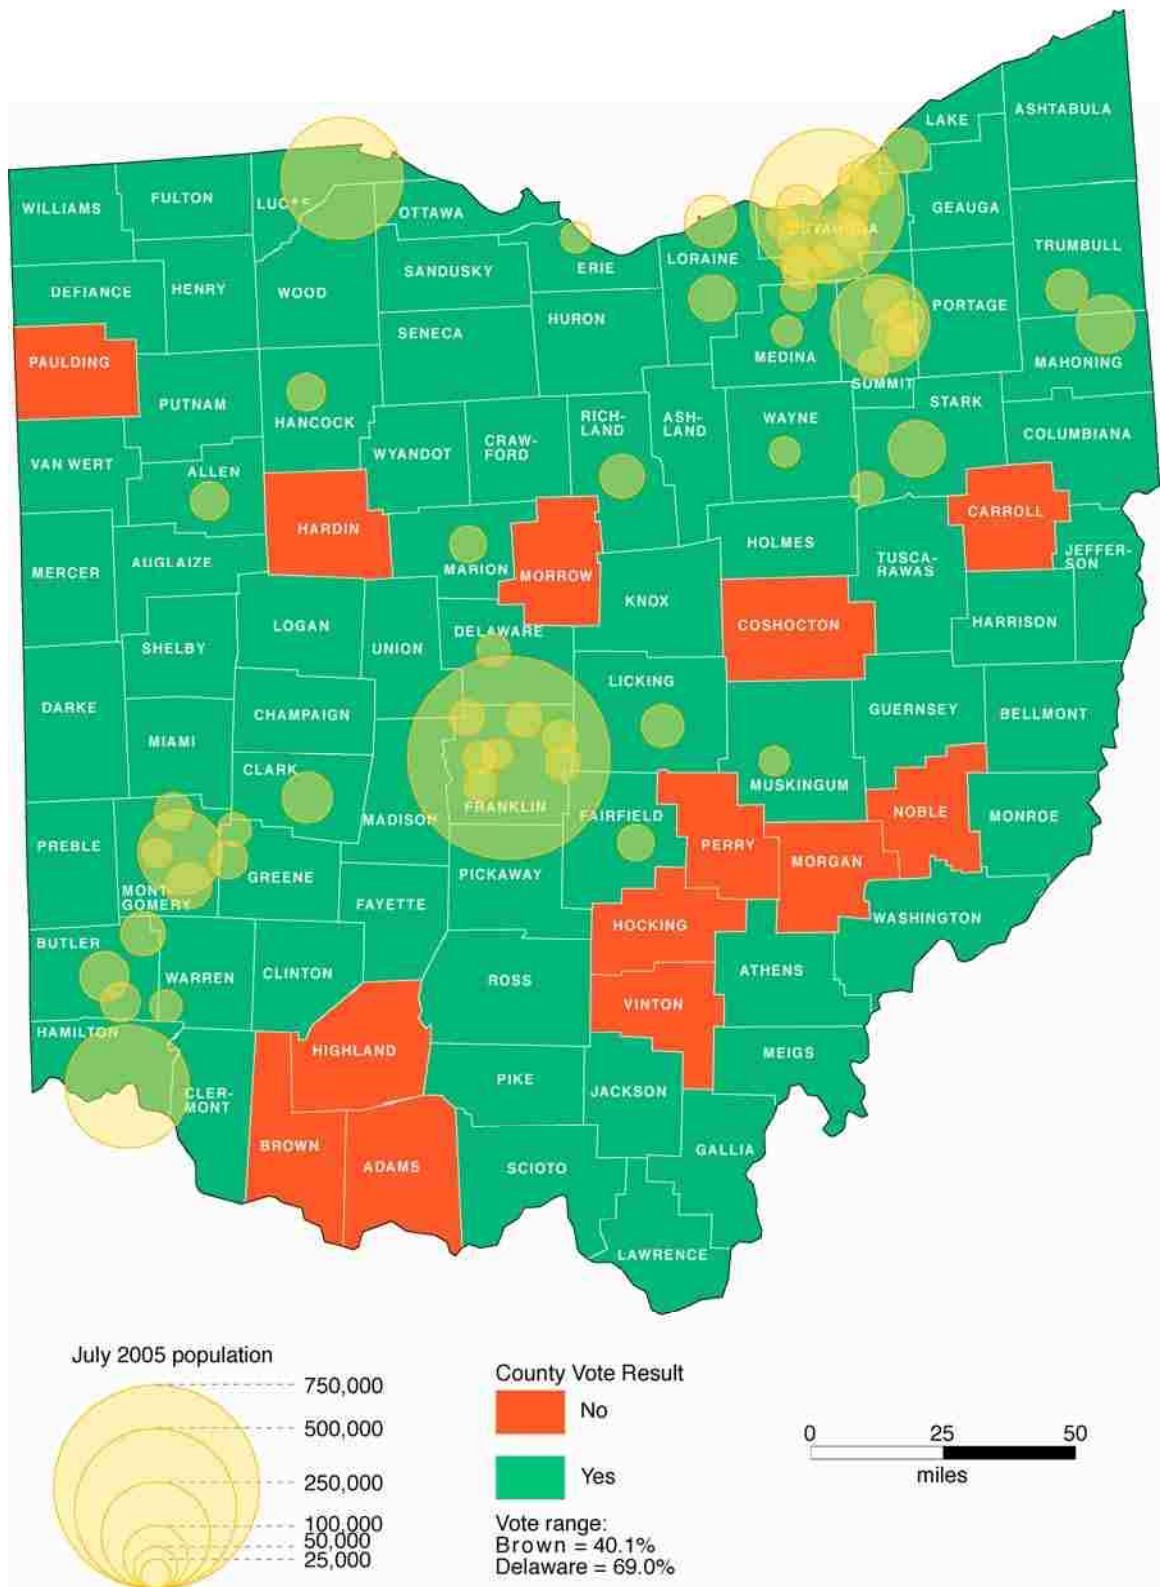 ASHTABULA
LAKE
WILLIAMS
FULTON
OTTAWA
GEAUGA
TRUMBULL
LORAINE
ERIE
SANDUSKY
DEFIANCE
HENRY
WOOD
PORTAGE
HURON
SENECA
PAULDING
MEDINA
MAHONING
SUMMIT
PUTNAM
HANCOCK
RICH-
LAND
ASH-
LAND
WAYNE
STARK
COLUMBIANA
VAN WERT
ALLEN
WYANDOT
CRAW-
FORD
HARDIN
CARROLL
MERCER
AUGLAIZE
MARION
MORROW
HOLMES
TUSCA-
RAWAS
JEFFER-
SON
KNOX
LOGAN
SHELBY
UNION
DELAWARE
COSHOCTON
HARRISON
LICKING
DARKE
MIAMI
CHAMPAIGN
GUERNSEY
BELLMONT
CLARK
MUSKINGUM
MADISON
FRANKLIN
FAIRFIELD
NOBLE
MONROE
PREBLE
PERRY
MORGAN
MONT-
GOMERY
GREENE
PICKAWAY
FAYETTE
HOCKING
WASHINGTON
BUTLER
WARREN
CLINTON
ROSS
ATHENS
VINTON
HAMILTON
HIGHLAND
MEIGS
CLER-
MONT
PIKE
JACKSON
BROWN
ADAMS
SCIOTO
GALLIA
LAWRENCE
July 2005 population
750,000
500,000
250,000
100,000
50,000
25,000
County Vote Result
No
Yes
Vote range:
Brown = 40.1%
Delaware = 69.0%
0 25 50
miles